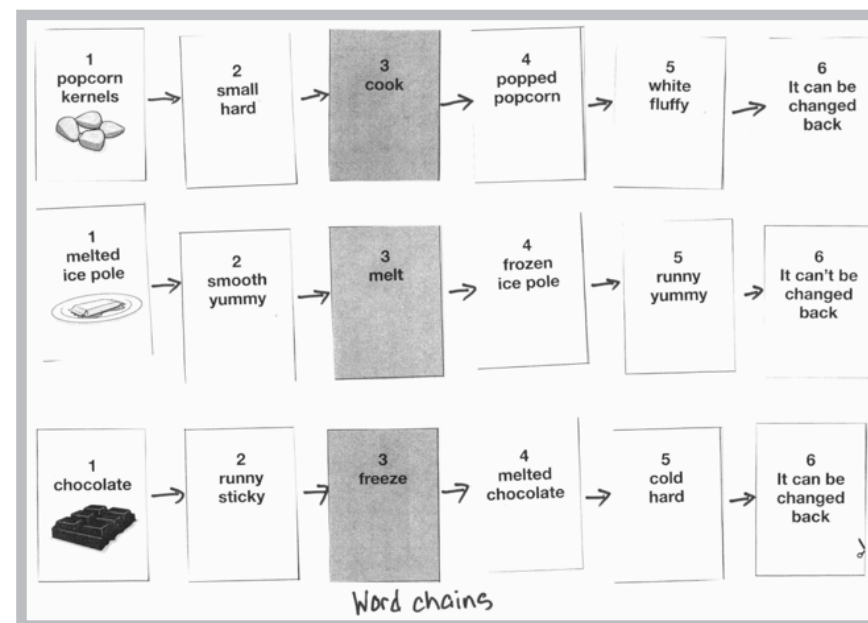 1
popcorn
kernels
2
small
hard
3
cook
4
popped
popcorn
5
white
fluffy
6
It can be
changed
back
1
melted
ice pole
2
smooth
yummy
3
melt
4
frozen
ice pole
5
runny
yummy
6
It can't be
changed
back
1
chocolate
2
runny
sticky
3
freeze
4
melted
chocolate
5
cold
hard
6
It can be
changed
back
Word chains